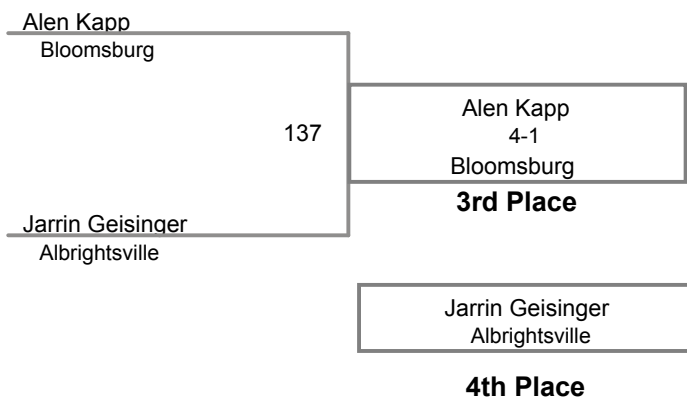 Alen Kapp
Bloomsburg
137
Alen Kapp
4-1
Bloomsburg
3rd Place
Jarrin Geisinger
Albrightsville
Jarrin Geisinger
Albrightsville
4th Place